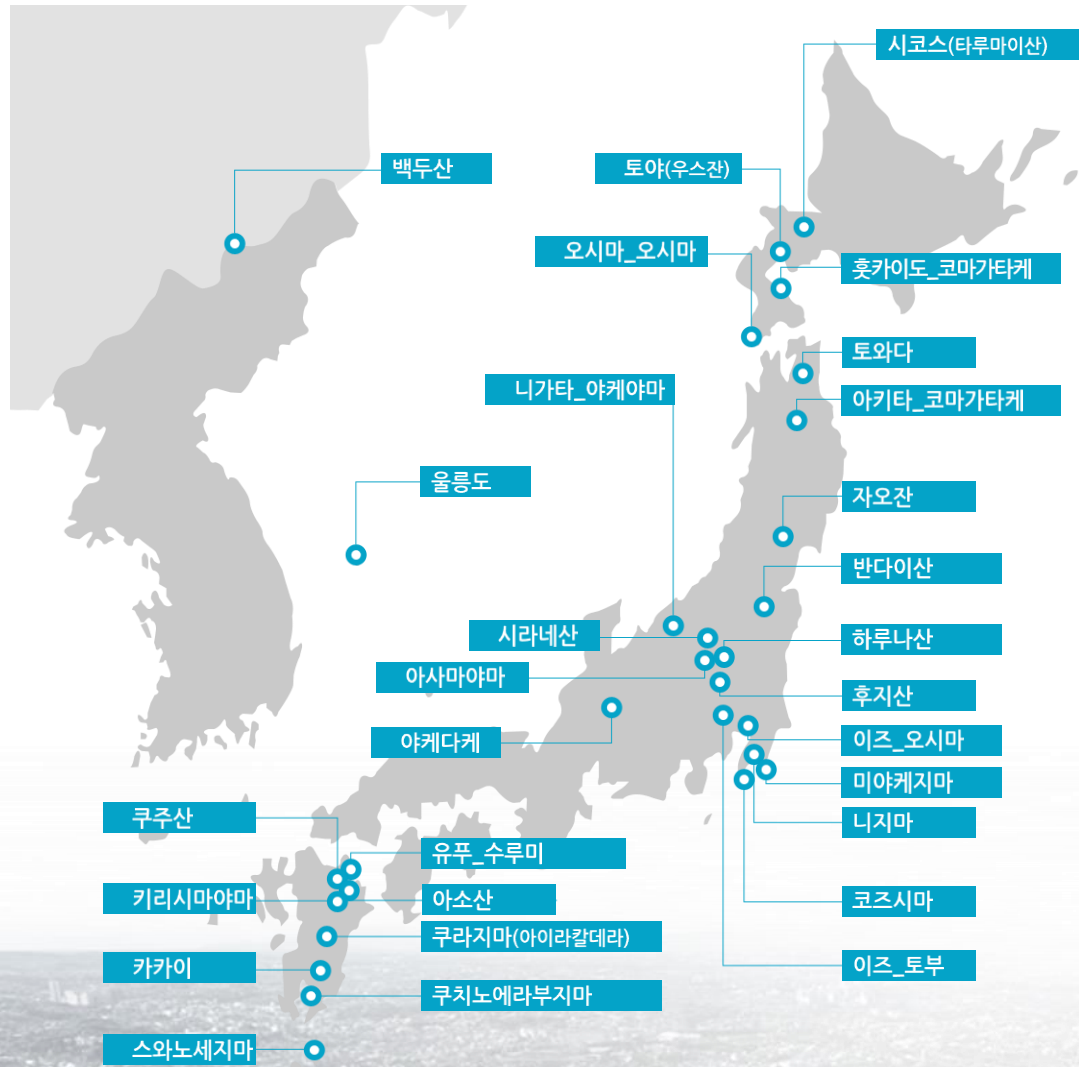 시코스(타루마이산)
백두산
토야(우스잔)
오시마_오시마
훗카이도_코마가타케
토와다
니가타_야케야마
아키타_코마가타케
울릉도
자오잔
반다이산
시라네산
하루나산
아사마야마
후지산
야케다케
이즈_오시마
미야케지마
니지마
쿠주산
유푸_수루미
키리시마야마
아소산
코즈시마
쿠라지마(아이라칼데라)
카카이
이즈_토부
쿠치노에라부지마
스와노세지마